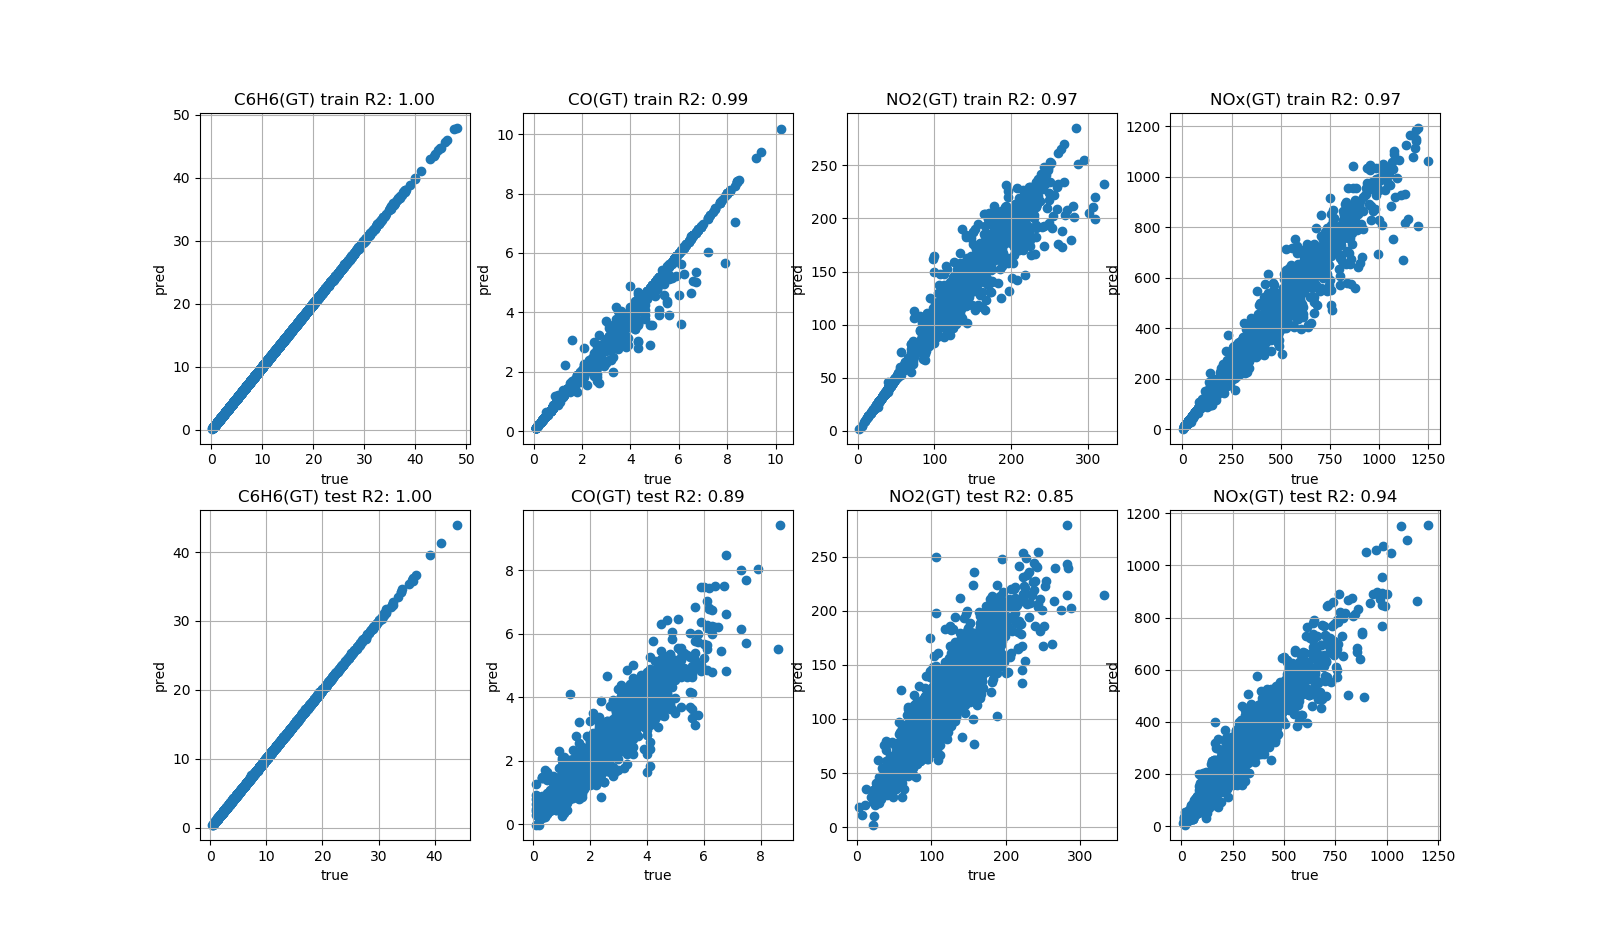 C6H6(GT) train R2: 1.00
50
40
30
20
10
0
pred
0 10 20 30 40 50
true
CO(GT) train R2: 0.99
10
8
6
4
2
0
pred
0 2 4 6 8 10
true
NO2(GT) train R2: 0.97
250
200
150
100
50
0
pred
0 100 200 300
true
NOx(GT) train R2: 0.97
1200
1000
800
600
400
200
0
pred
0 250 500 750 1000 1250
true
C6H6(GT) test R2: 1.00
40
30
20
10
0
pred
0 10 20 30 40
true
CO(GT) test R2: 0.89
8
6
4
2
0
pred
0 2 4 6 8
true
NO2(GT) test R2: 0.85
250
200
150
100
50
0
pred
0 100 200 300
true
NOx(GT) test R2: 0.94
1200
1000
800
600
400
200
0
pred
0 250 500 750 1000 1250
true